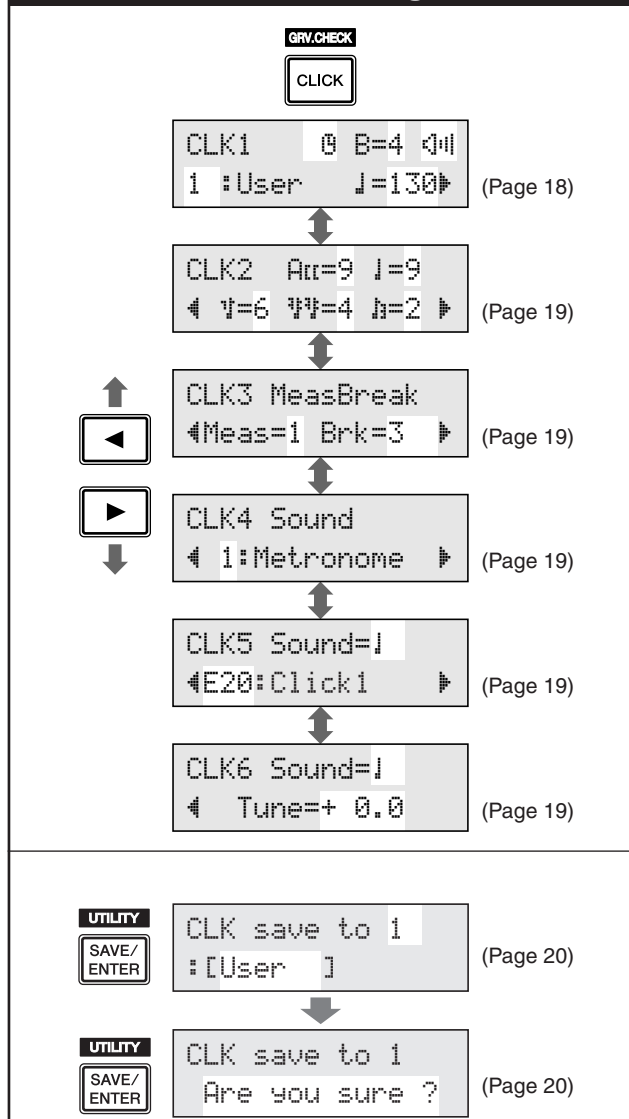 GRV.CHECK
CLICK
CLK1 B=4
1 :User ♩=130
(Page 18)
CLK2 Acc=9 ♩=9
=6 =4 =2
(Page 19)
CLK3 MeasBreak
Meas=1 Brk=3
(Page 19)
CLK4 Sound
1:Metronome
(Page 19)
CLK5 Sound=♩
E20:Click1
(Page 19)
CLK6 Sound=♩
Tune=+ 0.0
(Page 19)
UTILITY
SAVE/
ENTER
CLK save to 1
:[User ]
(Page 20)
UTILITY
SAVE/
ENTER
CLK save to 1
Are you sure ?
(Page 20)